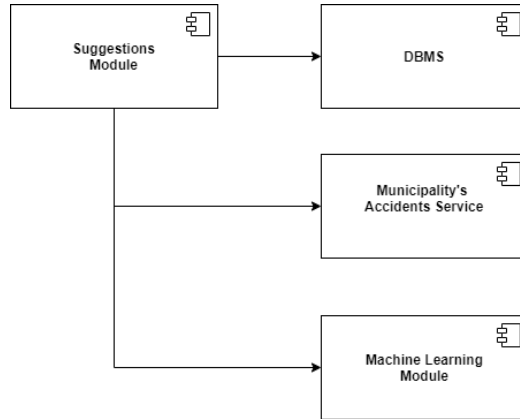 Suggestions
Module
DBMS
Municipality's
Accidents Service
Machine Learning
Module